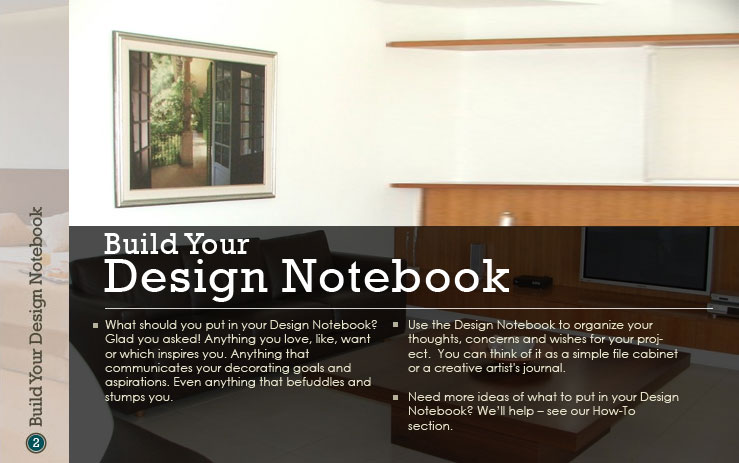 Build Your Design Notebook
2
Build Your
Design Notebook
What should you put in your Design Notebook?
Glad you asked! Anything you love, like, want
or which inspires you. Anything that
communicates your decorating goals and
aspirations. Even anything that befuddles and
stumps you.
Use the Design Notebook to organize your
thoughts, concerns and wishes for your proj-
ect.  You can think of it as a simple file cabinet
or a creative artist's journal.
Need more ideas of what to put in your Design
Notebook? We'll help – see our How-To
section.